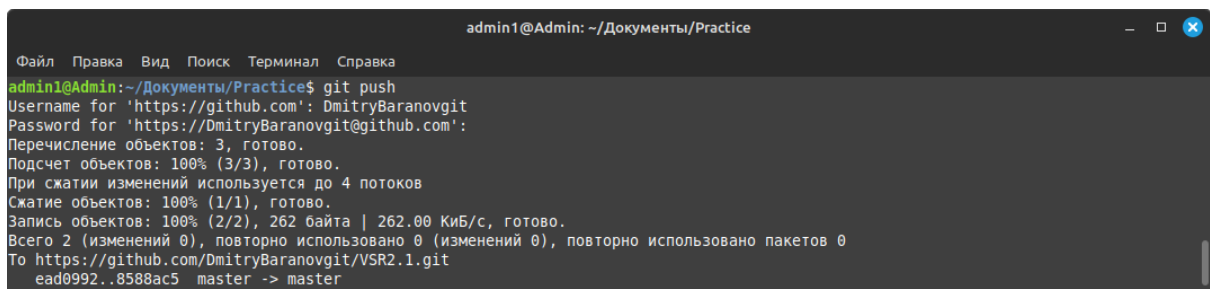 admin1@Admin: ~/Документы/Practice
Файл Правка Вид Поиск Терминал Справка
admin1@Admin:~/Документы/Practice$ git push
Username for 'https://github.com': DmitryBaranovgit
Password for 'https://DmitryBaranovgit@github.com':
Перечисление объектов: 3, готово.
Подсчет объектов: 100% (3/3), готово.
При сжатии изменений используется до 4 потоков
Сжатие объектов: 100% (1/1), готово.
Запись объектов: 100% (2/2), 262 байта | 262.00 КиБ/с, готово.
Всего 2 (изменений 0), повторно использовано 0 (изменений 0), повторно использовано пакетов 0
To https://github.com/DmitryBaranovgit/VSR2.1.git
ead0992..8588ac5 master -> master